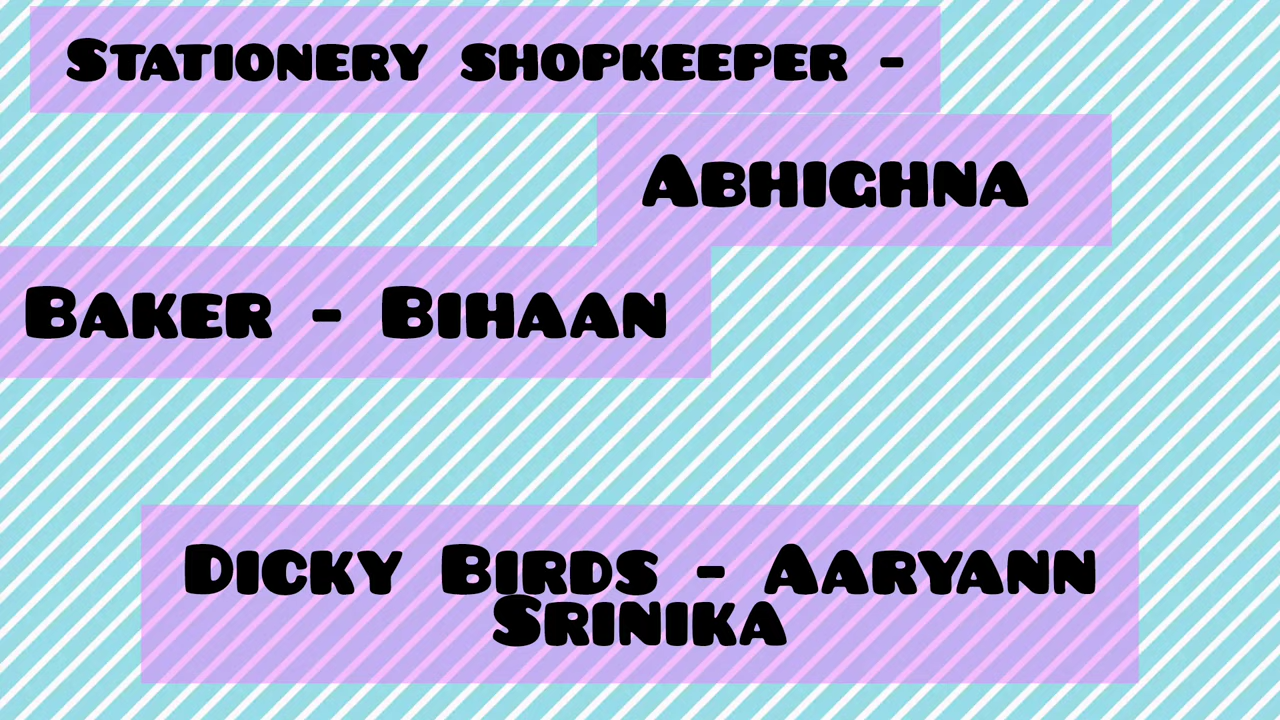 Stationery shopkeeper -
Abhighna
Baker - Bihaan
Dicky Birds - Aaryann
Srinika